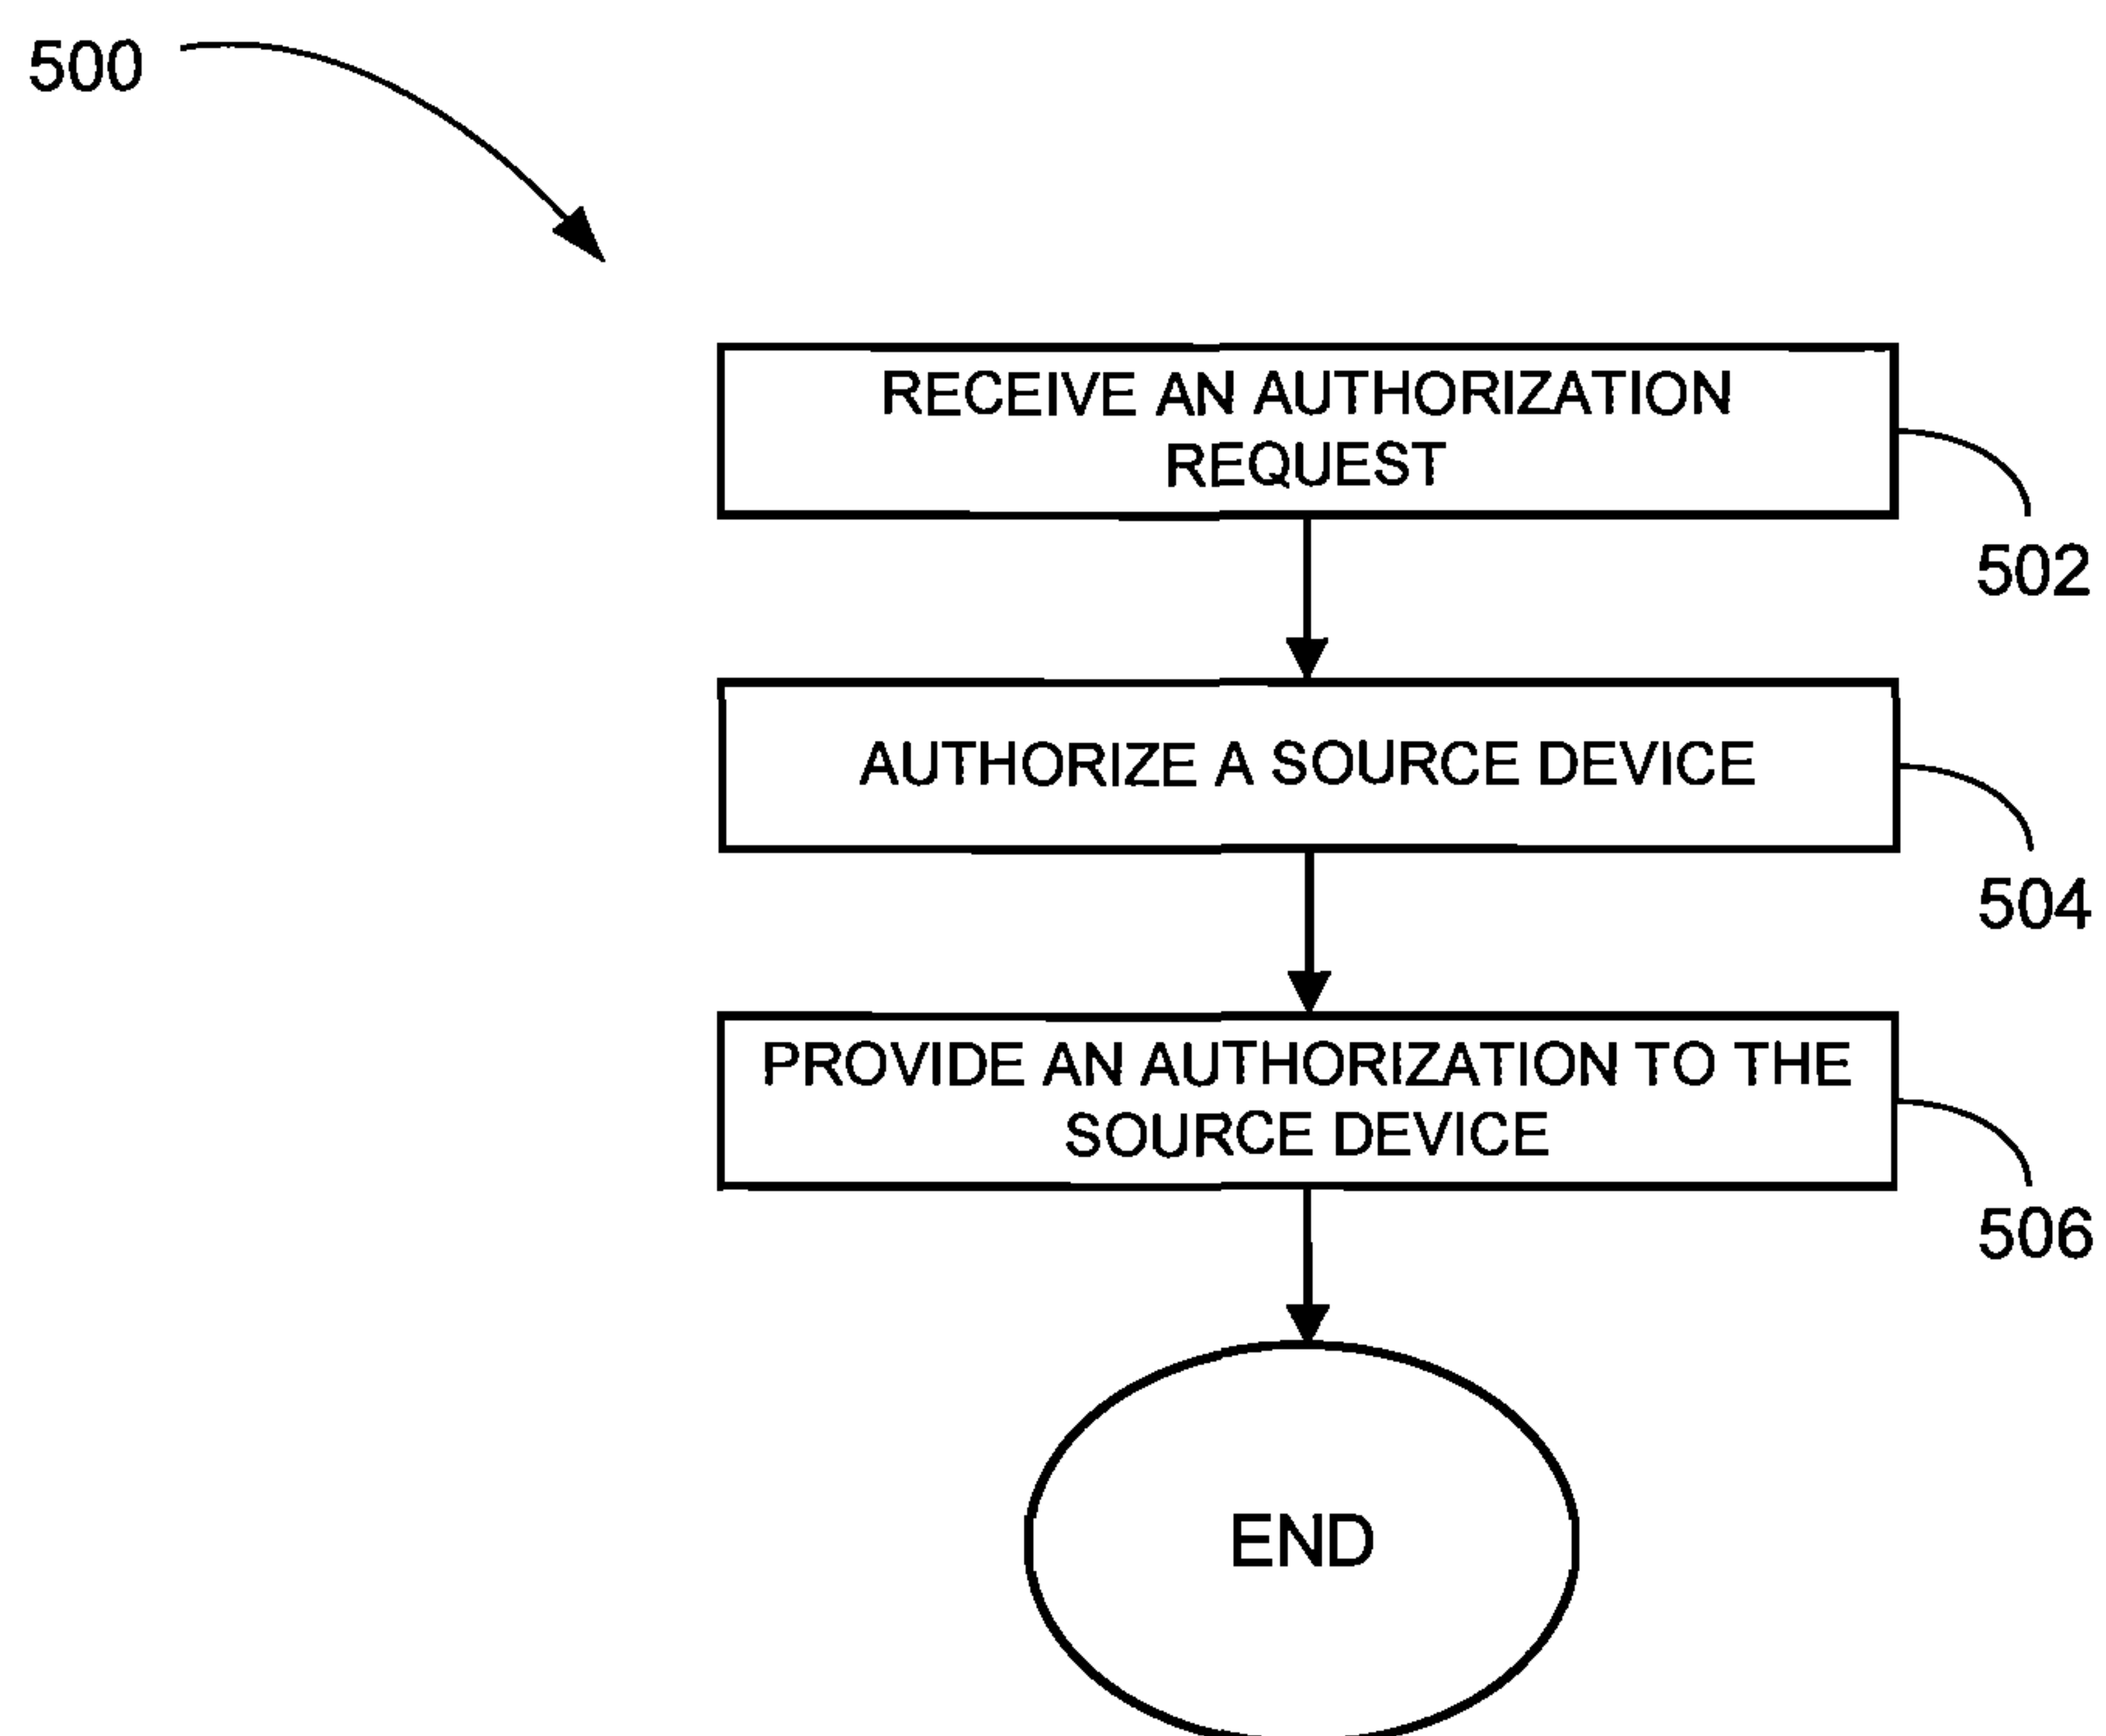 500
RECEIVE AN AUTHORIZATION
REQUEST
502
AUTHORIZE A SOURCE DEVICE
504
PROVIDE AN AUTHORIZATION TO THE
SOURCE DEVICE
506
END